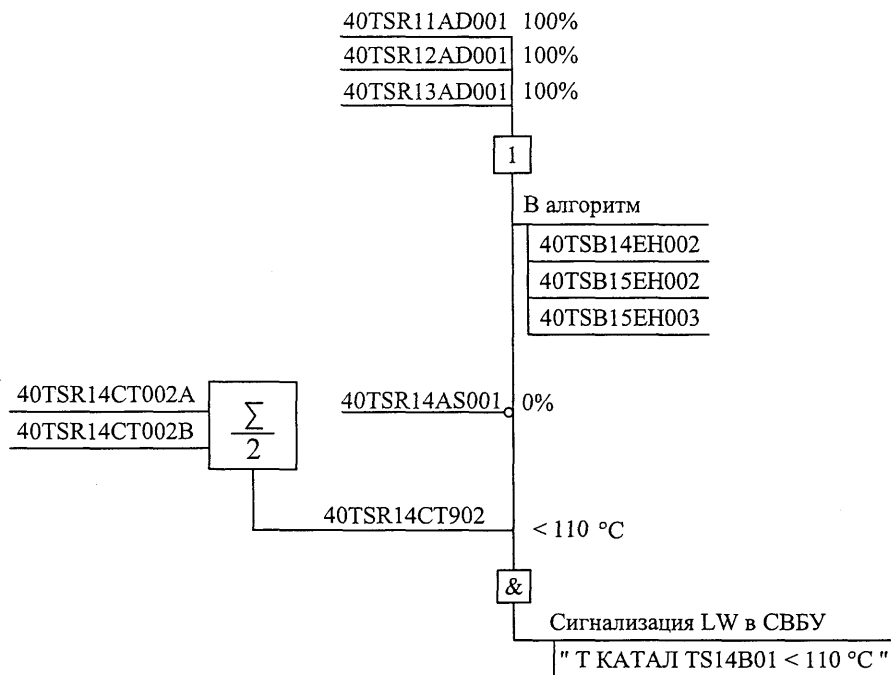 40TSR11AD001 100%
40TSR12AD001 100%
40TSR13AD001 100%
1
В алгоритм
40TSB14EH002
40TSB15EH002
40TSB15EH003
40TSR14CT002A
40TSR14CT002B
∑
2
40TSR14AS001 0%
40TSR14CT902 < 110 °C
&
Сигнализация LW в СВБУ
" Т КАТАЛ TS14B01 < 110 °C "